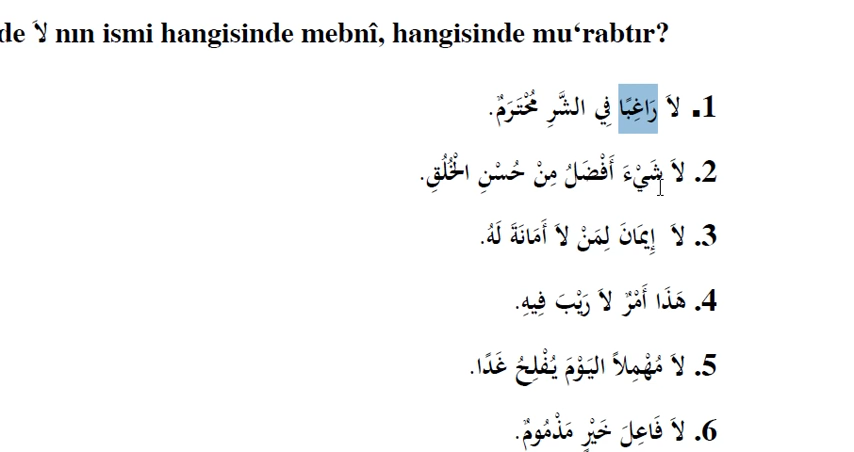 de لاَ nın ismi hangisinde mebnî, hangisinde mu‘rabtır?
1. لاَ رَاغِبًا فِي الشَّرِ مُحْتَرَمٌ.
2. لاَ شَيْءَ أَفْضَلُ مِنْ حُسْنِ الْخُلُقِ.
3. لاَ إِيمَانَ لِمَنْ لاَ أَمَانَةَ لَهُ.
4. هَذَا أَمْرٌ لاَ رَيْبَ فِيهِ.
5. لاَ مُهْمِلاً اليَوْمَ يُفْلِحُ غَدًا.
6. لاَ فَاعِلَ خَيْرٍ مَذْمُومٌ.